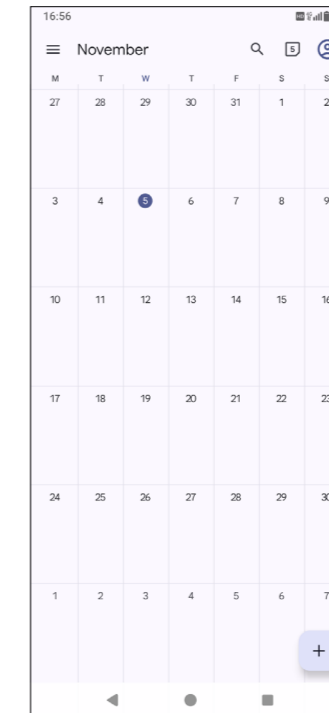 16:56
November
5
M T W T F S S
27 28 29 30 31 1 2
3 4 5 6 7 8 9
10 11 12 13 14 15 16
17 18 19 20 21 22 23
24 25 26 27 28 29 30
1 2 3 4 5 6 7
+